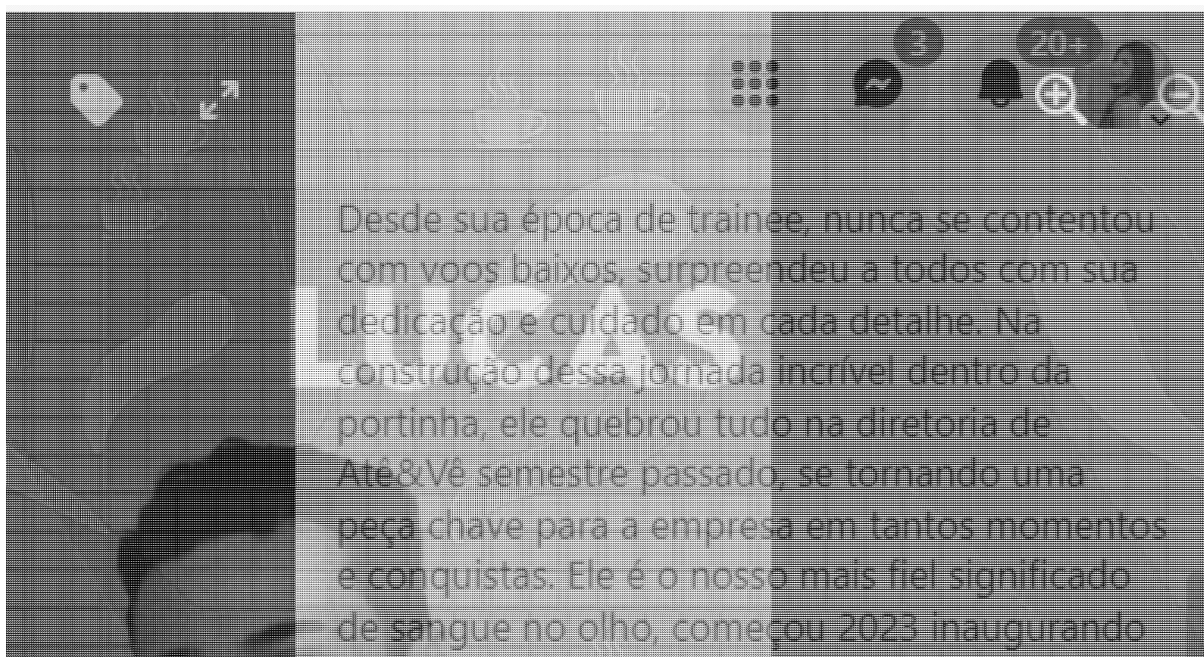 3
20+
Desde sua época de trainee, nunca se contentou
com voos baixos, surpreendeu a todos com sua
LUCAS
dedicação e cuidado em cada detalhe. Na
construção dessa jornada incrível dentro da
portinha, ele quebrou tudo na diretoria de
Atê&Vê semestre passado, se tornando uma
peça chave para a empresa em tantos momentos
e conquistas. Ele é o nosso mais fiel significado
de sangue no olho, começou 2023 inaugurando